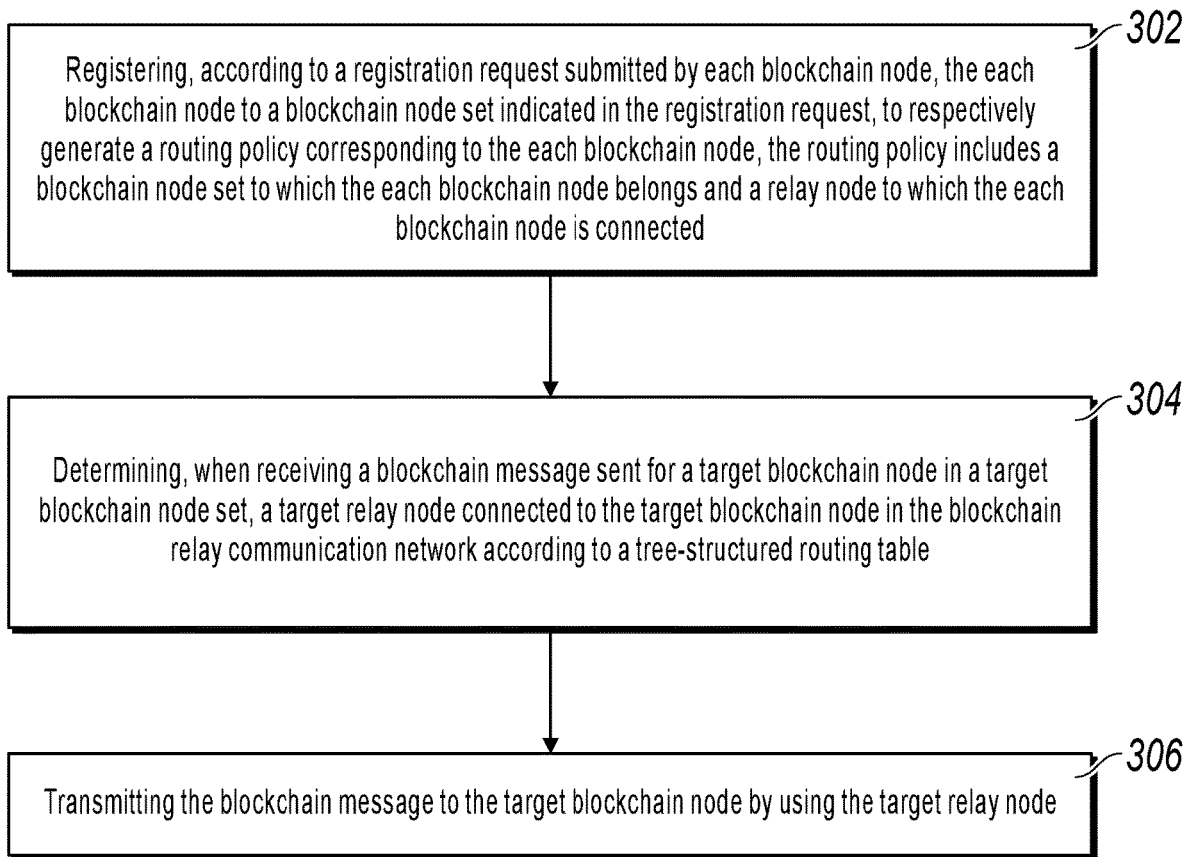 302
Registering, according to a registration request submitted by each blockchain node, the each
blockchain node to a blockchain node set indicated in the registration request, to respectively
generate a routing policy corresponding to the each blockchain node, the routing policy includes a
blockchain node set to which the each blockchain node belongs and a relay node to which the each
blockchain node is connected
304
Determining, when receiving a blockchain message sent for a target blockchain node in a target
blockchain node set, a target relay node connected to the target blockchain node in the blockchain
relay communication network according to a tree-structured routing table
306
Transmitting the blockchain message to the target blockchain node by using the target relay node